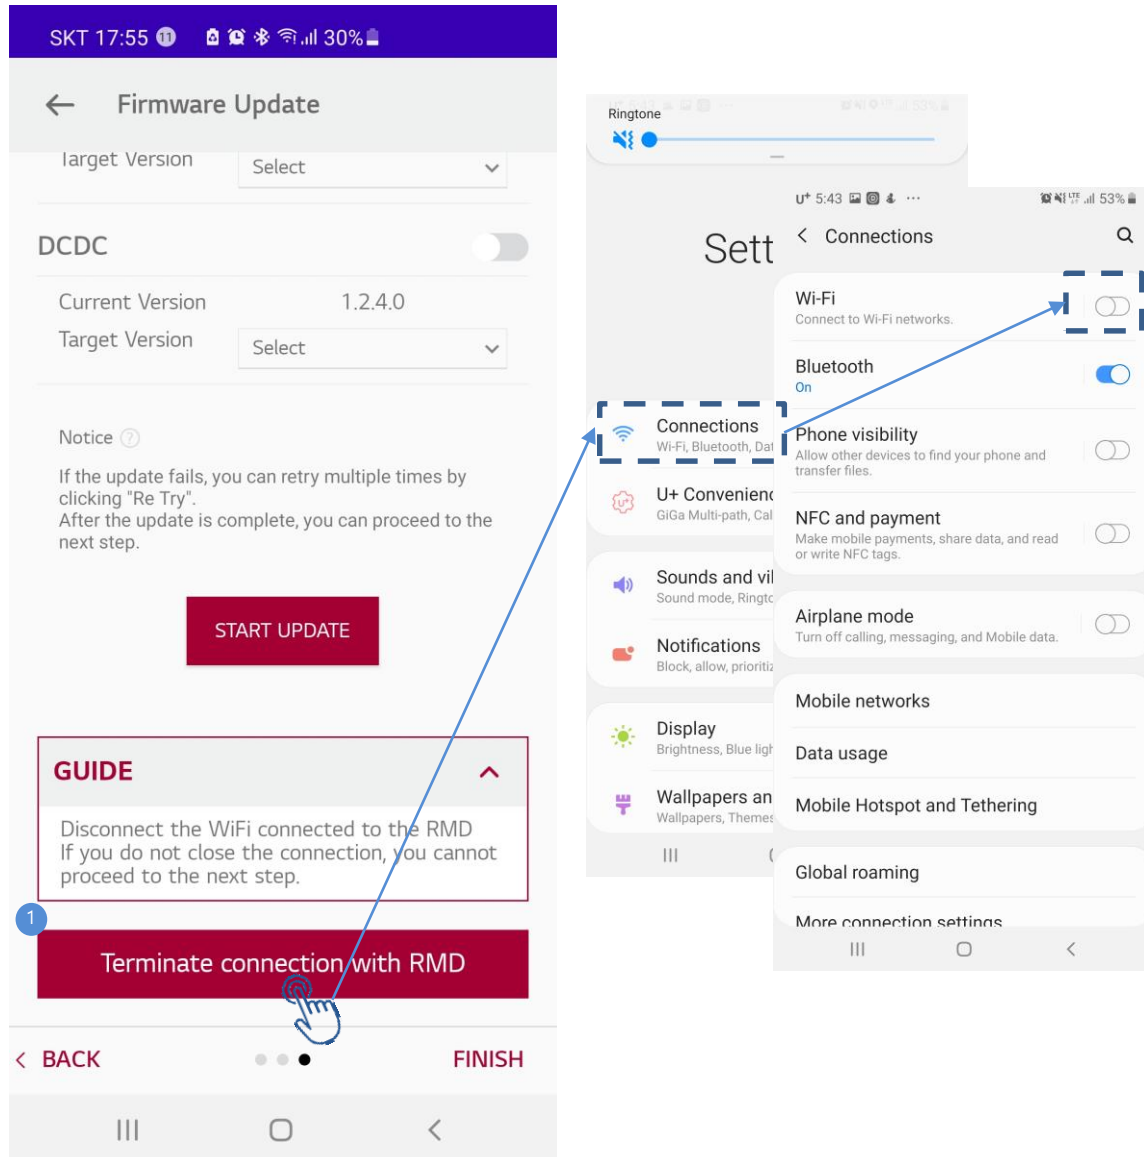 SKT 17:55 11 30%
Firmware Update
Target Version Select
DCDC
Current Version 1.2.4.0
Target Version Select
Notice ?
If the update fails, you can retry multiple times by
clicking "Re Try".
After the update is complete, you can proceed to the
next step.
START UPDATE
GUIDE
Disconnect the WiFi connected to the RMD
If you do not close the connection, you cannot
proceed to the next step.
1
Terminate connection with RMD
< BACK
FINISH
Ringtone
53%
Sett
Connections
Wi-Fi, Bluetooth, Dat
U+ Convenienc
GiGa Multi-path, Cal
Sounds and vil
Sound mode, Ringto
Notifications
Block, allow, prioritiz
Display
Brightness, Blue ligh
Wallpapers an
Wallpapers, Themes
U+ 5:43 ... LTE 53%
< Connections
Wi-Fi
Connect to Wi-Fi networks.
Bluetooth
On
Phone visibility
Allow other devices to find your phone and
transfer files.
NFC and payment
Make mobile payments, share data, and read
or write NFC tags.
Airplane mode
Turn off calling, messaging, and Mobile data.
Mobile networks
Data usage
Mobile Hotspot and Tethering
Global roaming
More connection settings